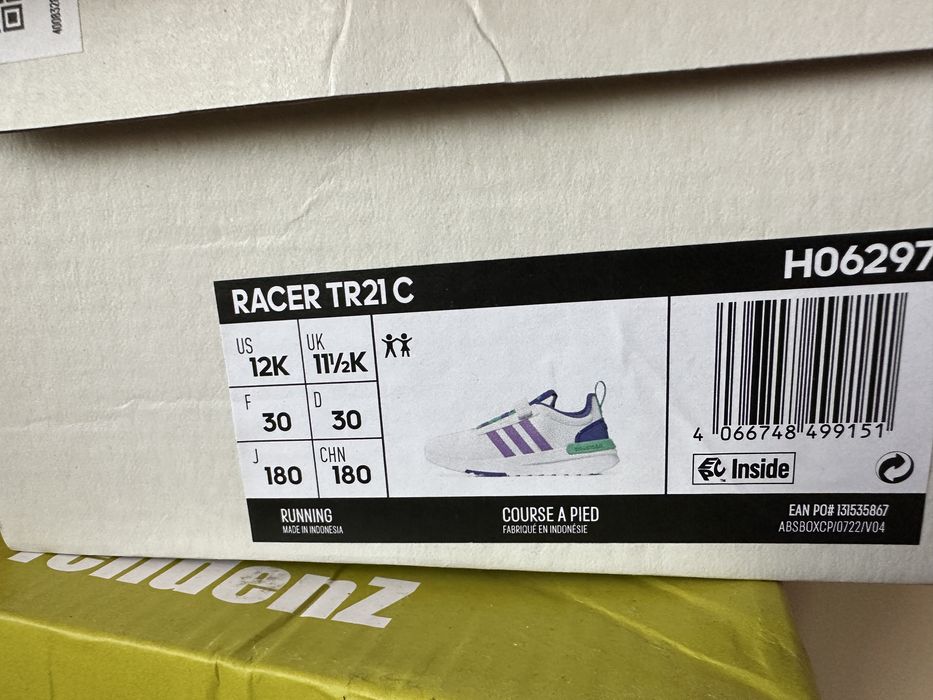 RACER TR21 C
H06297
US
12K
UK
11½K
F
30
D
30
J
180
CHN
180
4 066748 499151
EPC Inside
RUNNING
MADE IN INDONESIA
COURSE A PIED
FABRIQUÉ EN INDONÉSIE
EAN PO# 131535867
ABSBOXCP/0722/V04